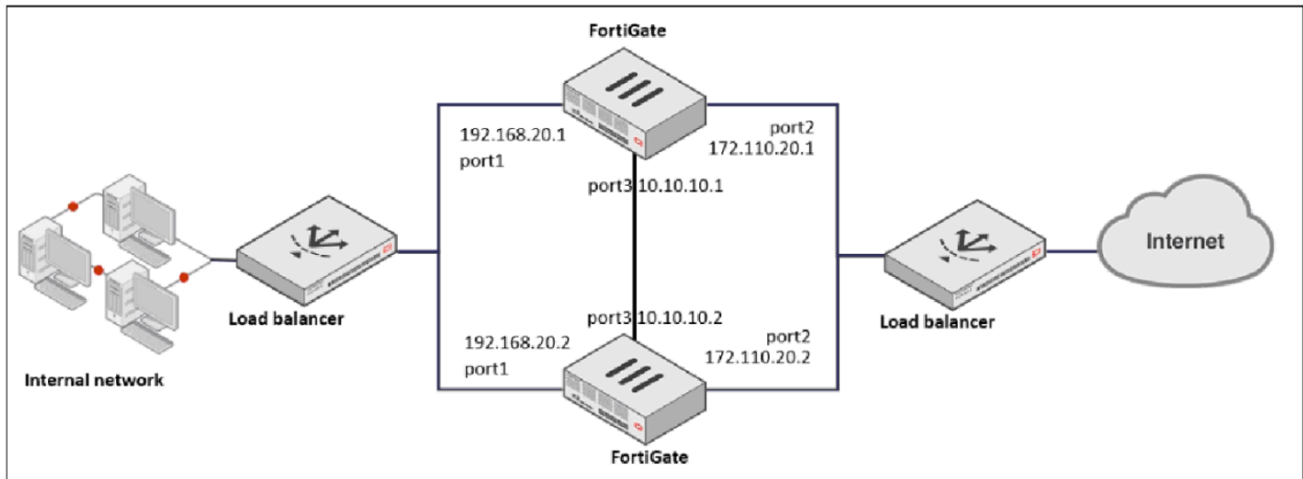 FortiGate
192.168.20.1
port1
port2
172.110.20.1
port3 10.10.10.1
Internal network
Load balancer
Load balancer
Internet
port3 10.10.10.2
192.168.20.2
port1
port2
172.110.20.2
FortiGate